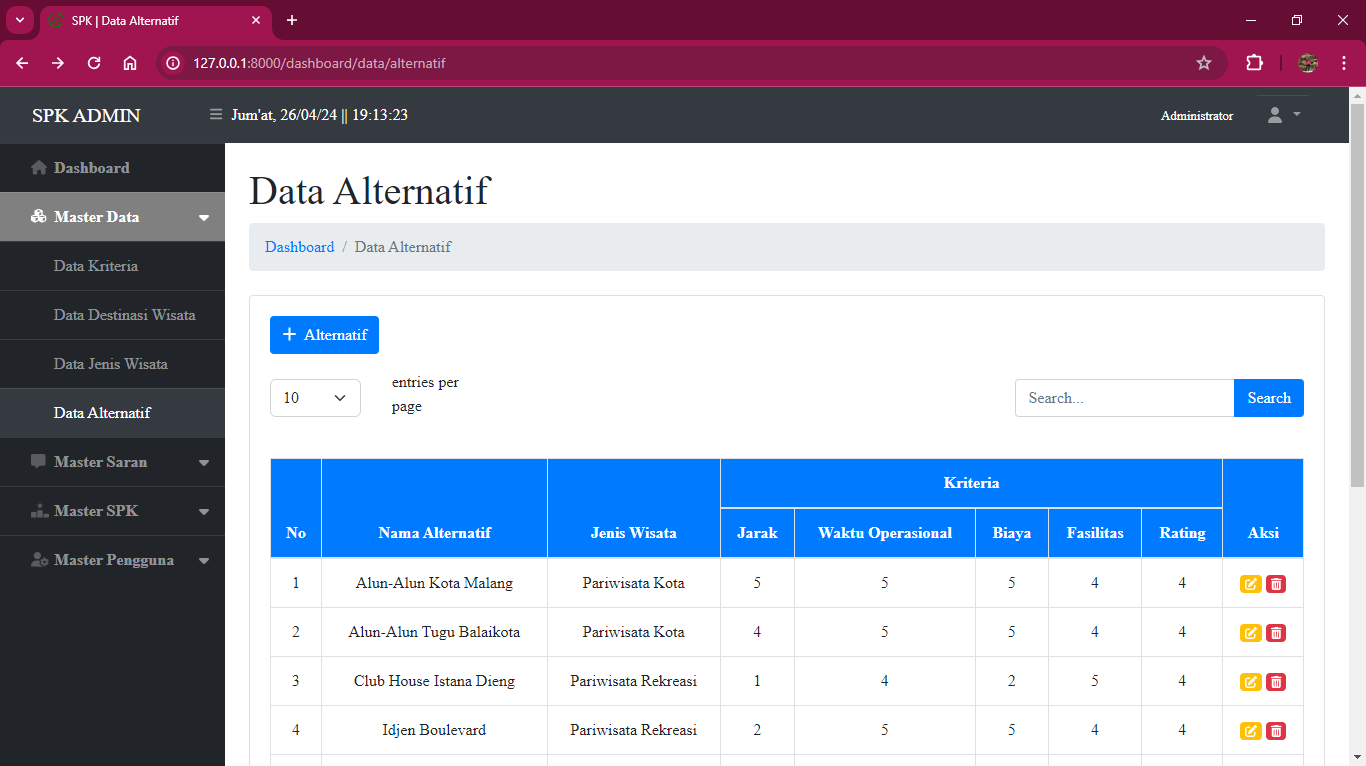 SPK | Data Alternatif
127.0.0.1:8000/dashboard/data/alternatif
SPK ADMIN
Jum'at, 26/04/24 || 19:13:23
Administrator
Dashboard
Master Data
Data Kriteria
Data Destinasi Wisata
Data Jenis Wisata
Data Alternatif
Master Saran
Master SPK
Master Pengguna
Data Alternatif
Dashboard / Data Alternatif
+ Alternatif
10 entries per
page
Search... Search
Kriteria
No Nama Alternatif Jenis Wisata Jarak Waktu Operasional Biaya Fasilitas Rating Aksi
1 Alun-Alun Kota Malang Pariwisata Kota 5 5 5 4 4
2 Alun-Alun Tugu Balaikota Pariwisata Kota 4 5 5 4 4
3 Club House Istana Dieng Pariwisata Rekreasi 1 4 2 5 4
4 Idjen Boulevard Pariwisata Rekreasi 2 5 5 4 4